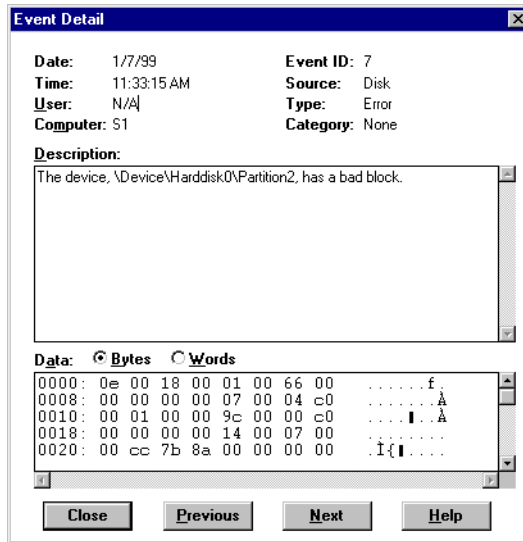 Event Detail
Date: 1/7/99 Event ID: 7
Time: 11:33:15 AM Source: Disk
User: N/A Type: Error
Computer: S1 Category: None
Description:
The device, \Device\Harddisk0\Partition2, has a bad block.
Data: Bytes Words
0000: 0e 00 18 00 01 00 66 00 ......f.
0008: 00 00 00 00 07 00 04 c0 .......À
0010: 00 01 00 00 9c 00 00 c0 ....▮..À
0018: 00 00 00 00 14 00 07 00 ........
0020: 00 cc 7b 8a 00 00 00 00 .Ì{▮....
Close Previous Next Help